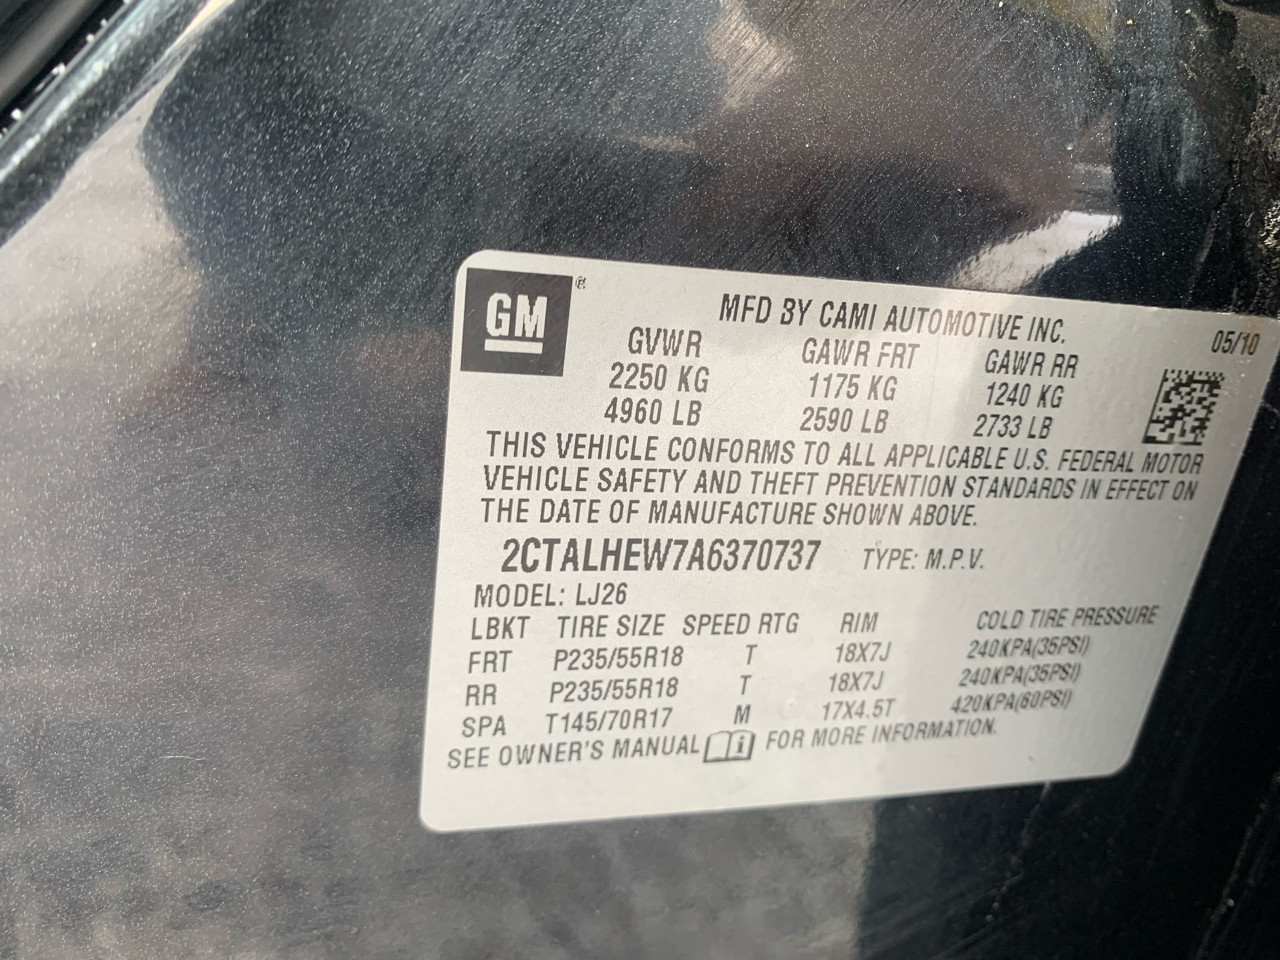 GM®
MFD BY CAMI AUTOMOTIVE INC.
05/10
GVWR GAWR FRT GAWR RR
2250 KG 1175 KG 1240 KG
4960 LB 2590 LB 2733 LB
THIS VEHICLE CONFORMS TO ALL APPLICABLE U.S. FEDERAL MOTOR
VEHICLE SAFETY AND THEFT PREVENTION STANDARDS IN EFFECT ON
THE DATE OF MANUFACTURE SHOWN ABOVE.
2CTALHEW7A6370737 TYPE: M.P.V.
MODEL: LJ26
LBKT TIRE SIZE SPEED RTG RIM COLD TIRE PRESSURE
FRT P235/55R18 T 18X7J 240KPA(35PSI)
RR P235/55R18 T 18X7J 240KPA(35PSI)
SPA T145/70R17 M 17X4.5T 420KPA(60PSI)
SEE OWNER'S MANUAL i FOR MORE INFORMATION.